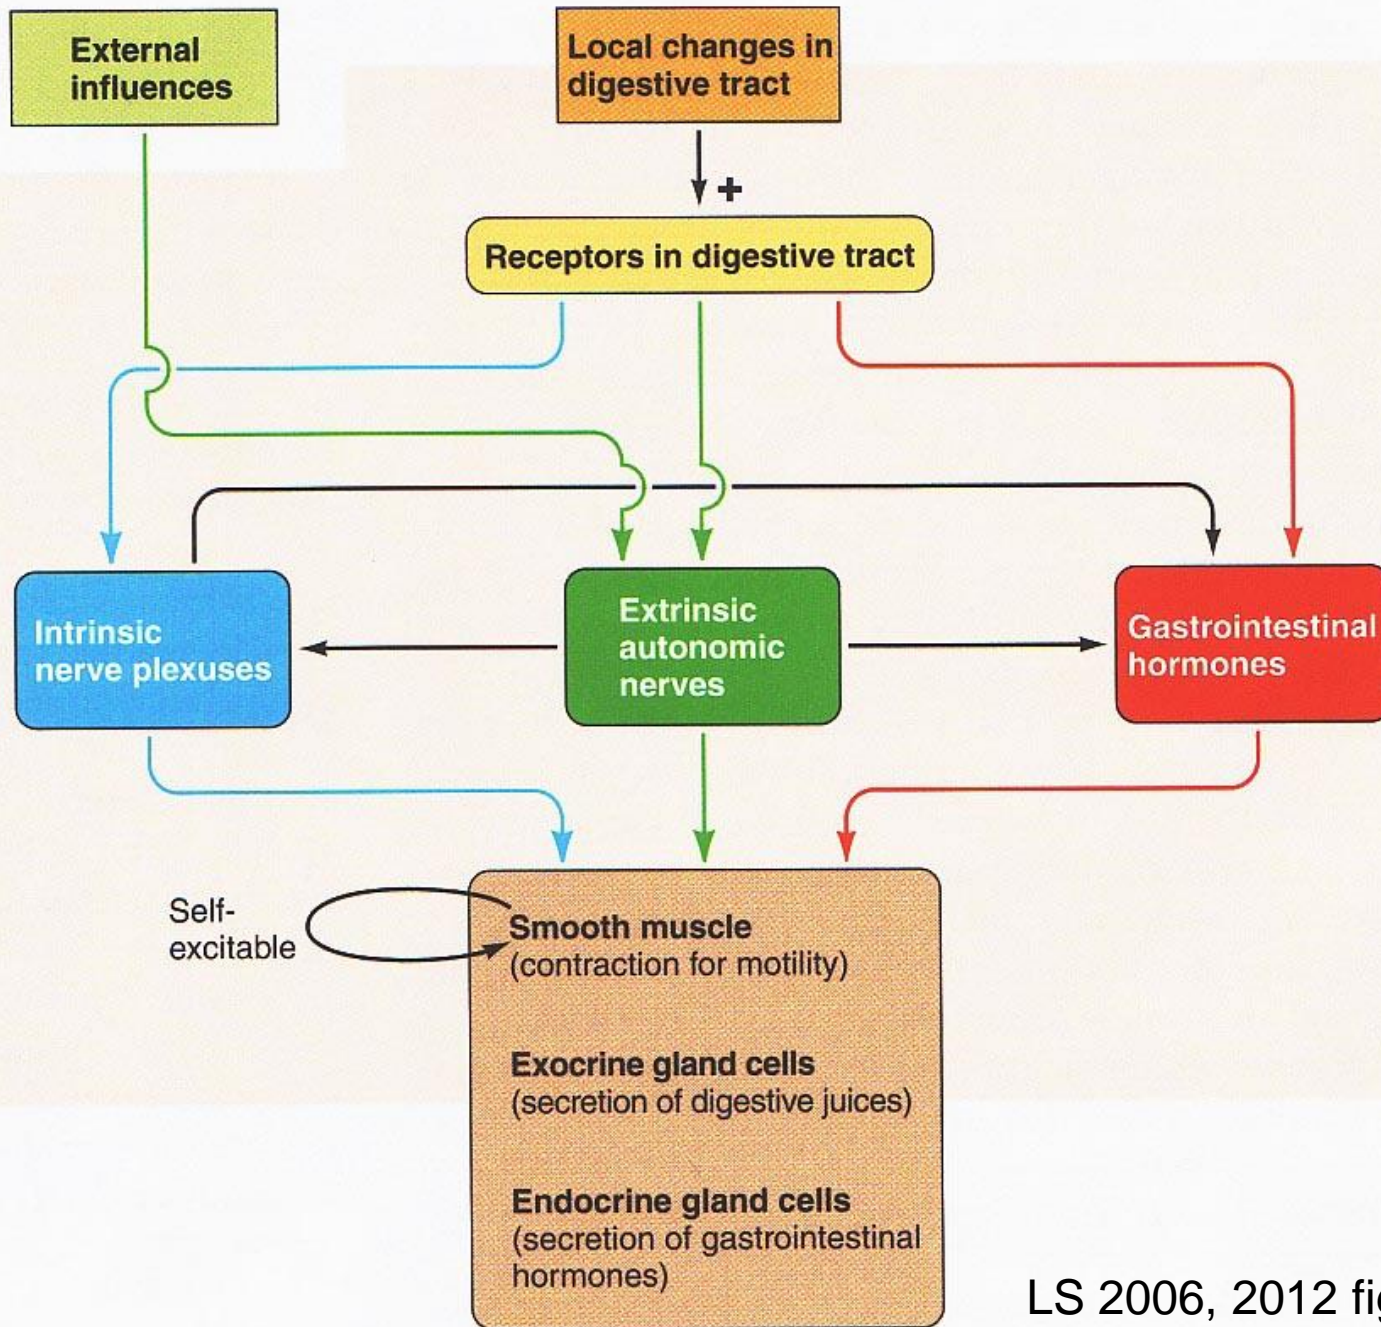 External
influences
Local changes in
digestive tract
+
Receptors in digestive tract
Intrinsic
nerve plexuses
Extrinsic
autonomic
nerves
Gastrointestinal
hormones
Self-
excitable
Smooth muscle
(contraction for motility)
Exocrine gland cells
(secretion of digestive juices)
Endocrine gland cells
(secretion of gastrointestinal
hormones)
LS 2006, 2012 fig